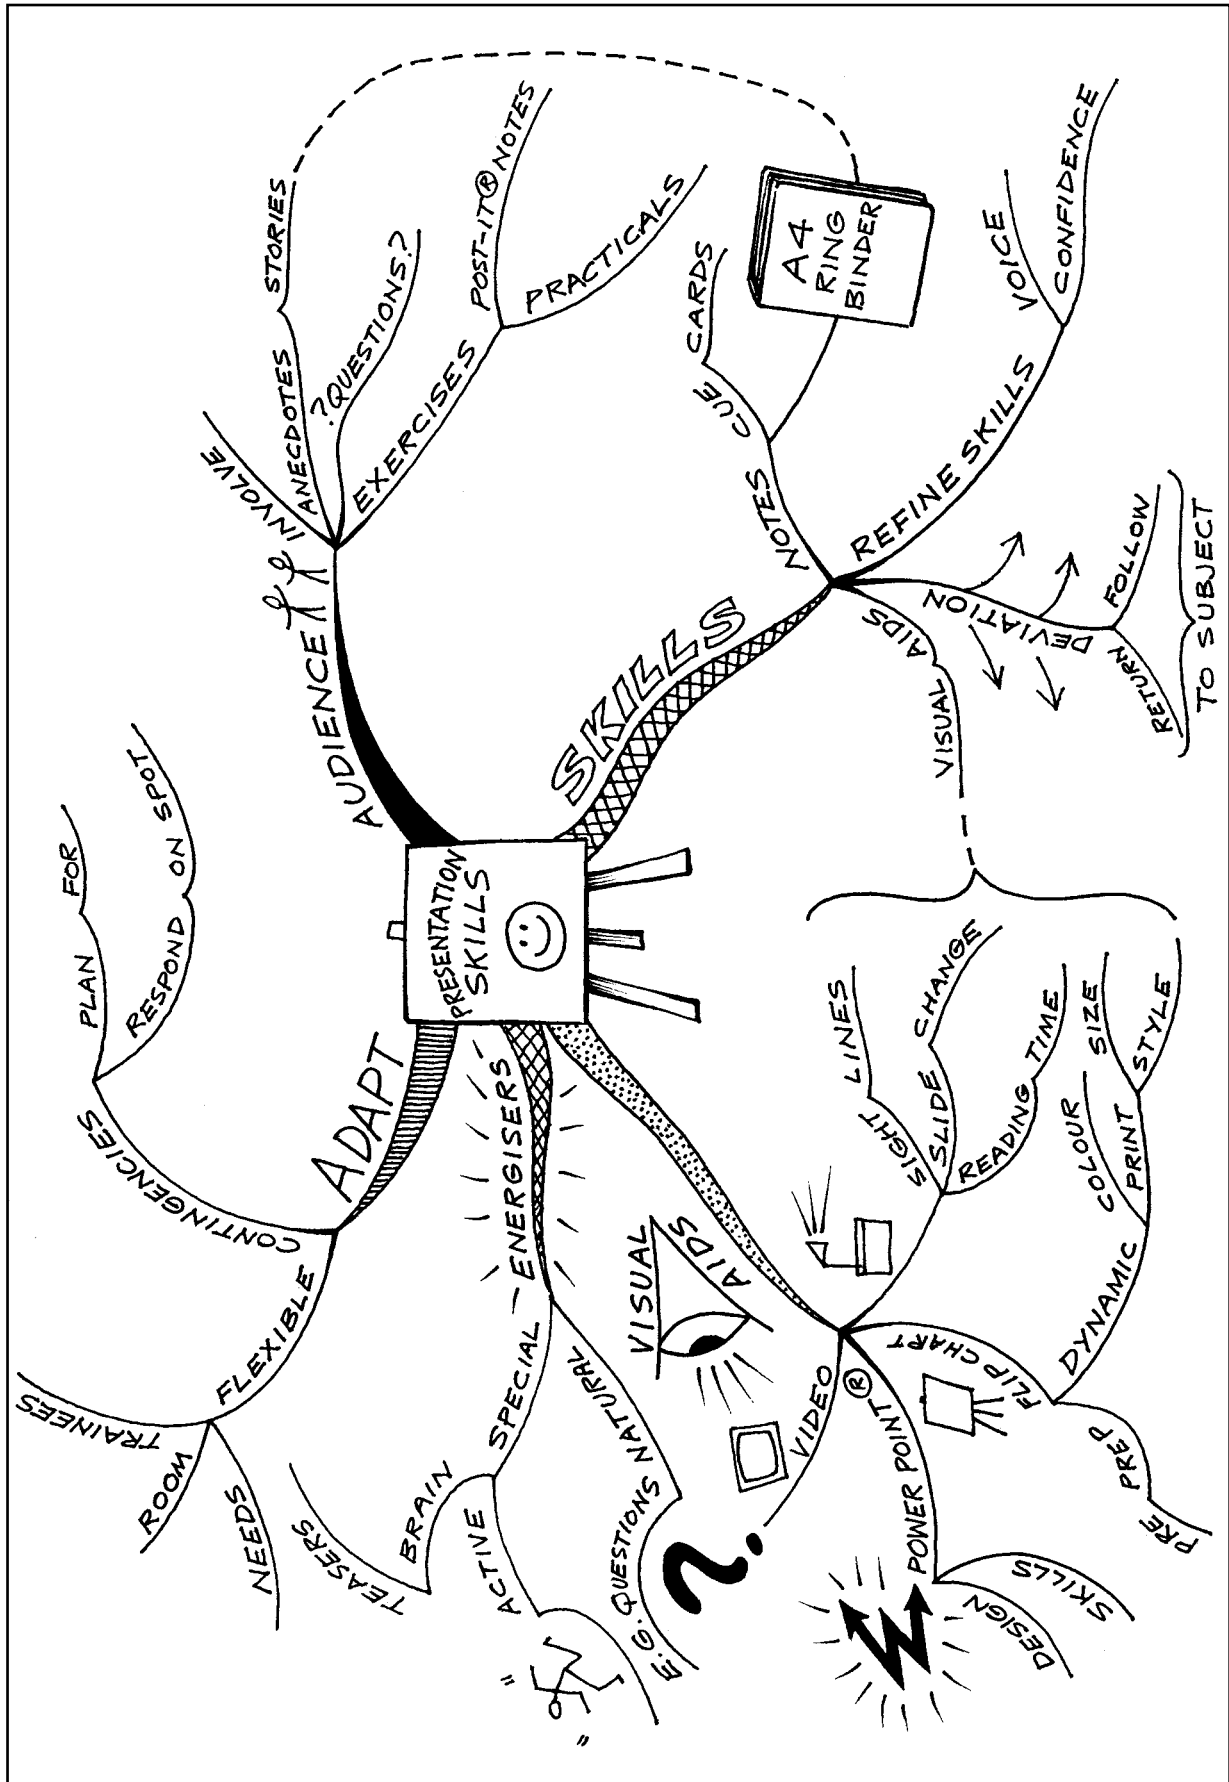 PRESENTATION
SKILLS
AUDIENCE
INVOLVE
ANECDOTES
STORIES
?QUESTIONS?
EXERCISES
POST-IT® NOTES
PRACTICALS
SKILLS
NOTES
CUE
CARDS
A4
RING
BINDER
REFINE SKILLS
VOICE
CONFIDENCE
DEVIATION
FOLLOW
RETURN
TO SUBJECT
VISUAL AIDS
VISUAL
AIDS
SIGHT LINES
SLIDE CHANGE
READING TIME
FLIPCHART
DYNAMIC
COLOUR
PRINT
SIZE
STYLE
PRE PREP
POWERPOINT®
DESIGN
SKILLS
VIDEO
ENERGISERS
SPECIAL
BRAIN
TEASERS
ACTIVE
NATURAL
E.G. QUESTIONS
?
ADAPT
CONTINGENCIES
PLAN FOR
RESPOND ON SPOT
FLEXIBLE
TRAINEES
ROOM
NEEDS